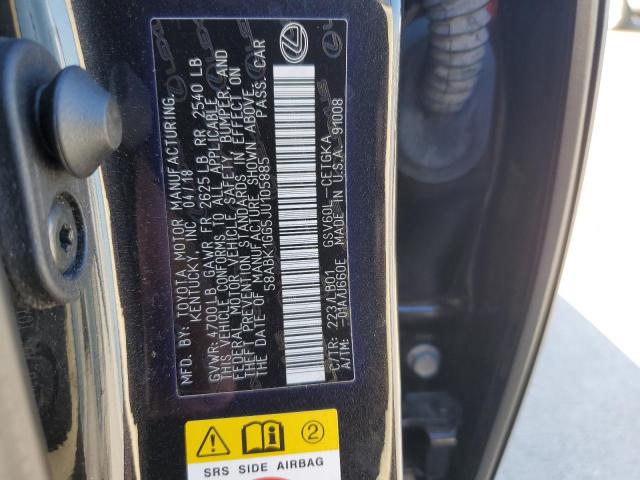 MFD. BY: TOYOTA MOTOR MANUFACTURING,
KENTUCKY, INC. 04/18
GVWR: 4700 LB GAWR FR 2625 LB RR 2540 LB
THIS VEHICLE CONFORMS TO ALL APPLICABLE
FEDERAL MOTOR VEHICLE SAFETY, BUMPER, AND
THEFT PREVENTION STANDARDS IN EFFECT ON
THE DATE OF MANUFACTURE SHOWN ABOVE.
58ABK1GG5JU105885 PASS. CAR
C/TR: 223/LB01 GSV60L-CETGKA
A/TM: -01A/U660E MADE IN U.S.A. 91008
2
SRS SIDE AIRBAG